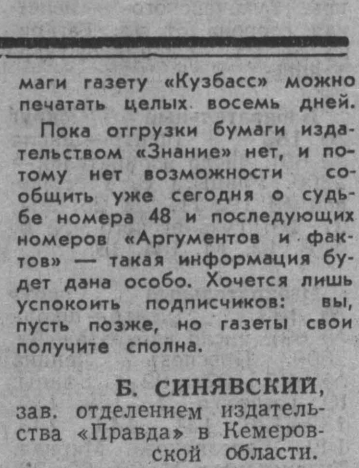 маги газету «Кузбасс» можно
печатать целых восемь дней.
Пока отгрузки бумаги изда-
тельством «Знание» нет, и по-
тому нет возможности со-
общить уже сегодня о судь-
бе номера 48 и последующих
номеров «Аргументов и фак-
тов» — такая информация бу-
дет дана особо. Хочется лишь
успокоить подписчиков: вы,
пусть позже, но газеты свои
получите сполна.
Б. СИНЯВСКИЙ,
зав. отделением издатель-
ства «Правда» в Кемеров-
ской области.